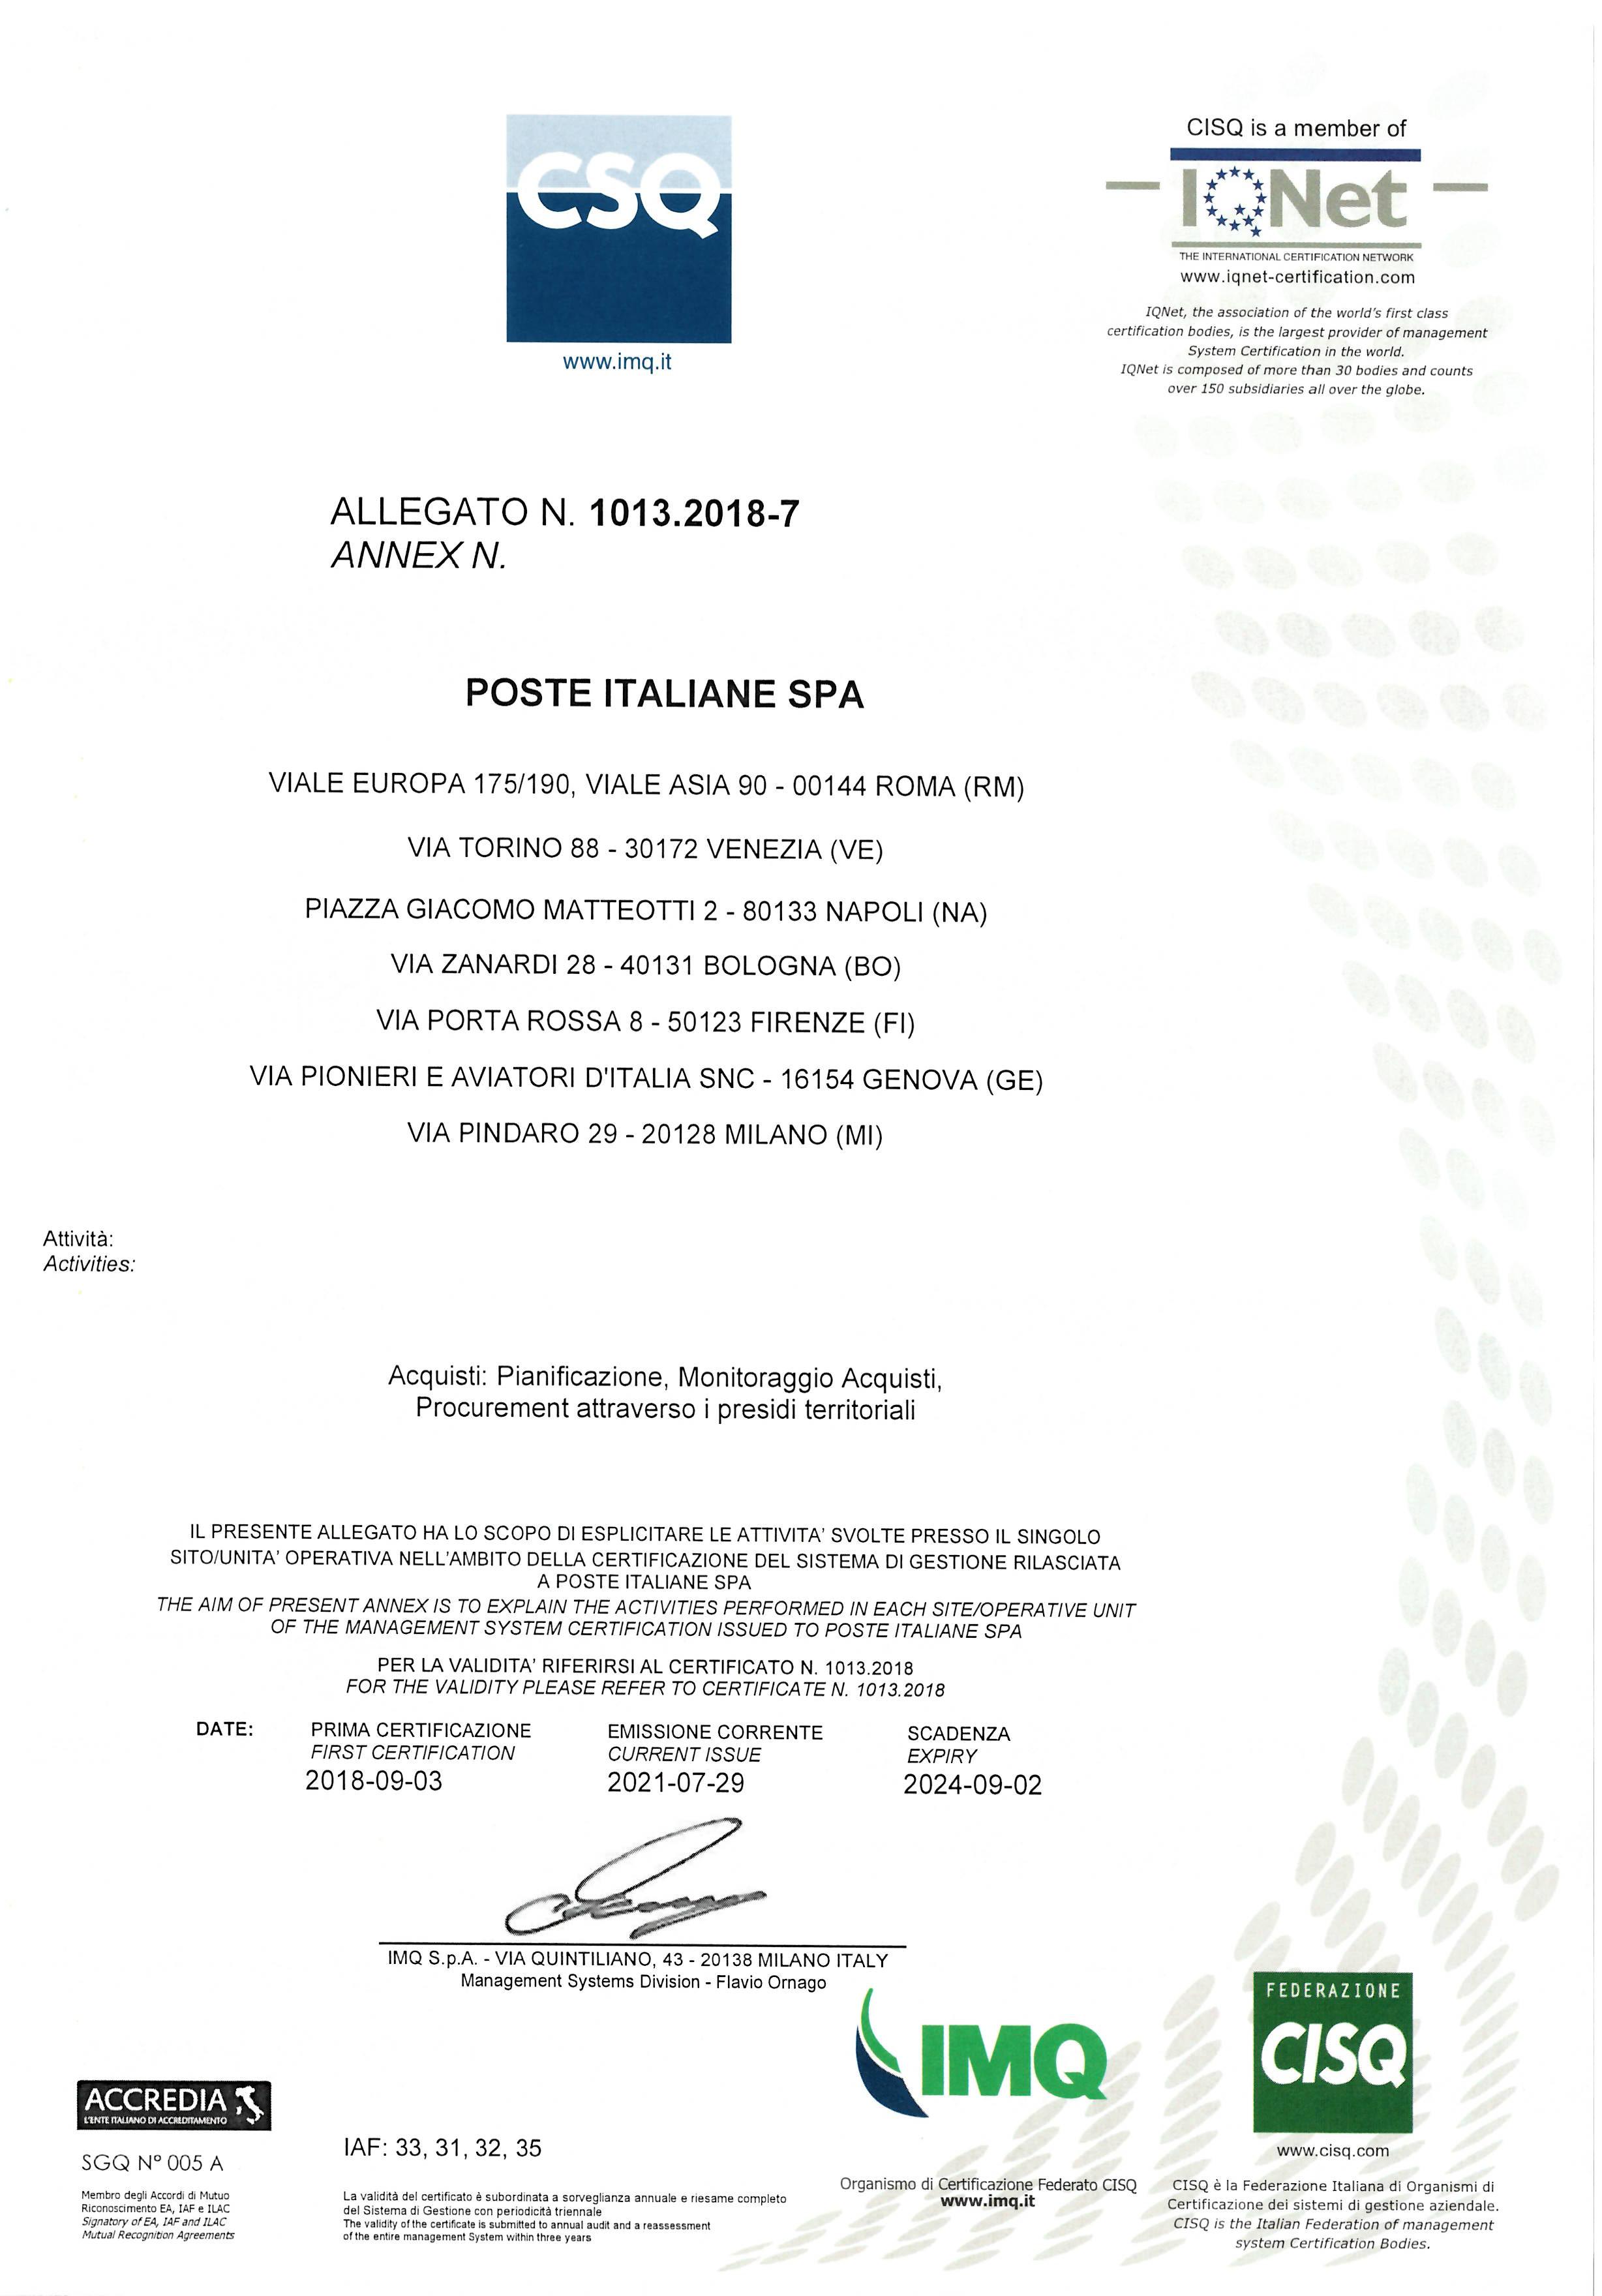 CSQ
www.imq.it
CISQ is a member of
IQNet
THE INTERNATIONAL CERTIFICATION NETWORK
www.iqnet-certification.com
IQNet, the association of the world's first class
certification bodies, is the largest provider of management
System Certification in the world.
IQNet is composed of more than 30 bodies and counts
over 150 subsidiaries all over the globe.
ALLEGATO N. 1013.2018-7
ANNEX N.
POSTE ITALIANE SPA
VIALE EUROPA 175/190, VIALE ASIA 90 - 00144 ROMA (RM)
VIA TORINO 88 - 30172 VENEZIA (VE)
PIAZZA GIACOMO MATTEOTTI 2 - 80133 NAPOLI (NA)
VIA ZANARDI 28 - 40131 BOLOGNA (BO)
VIA PORTA ROSSA 8 - 50123 FIRENZE (FI)
VIA PIONIERI E AVIATORI D'ITALIA SNC - 16154 GENOVA (GE)
VIA PINDARO 29 - 20128 MILANO (MI)
Attività:
Activities:
Acquisti: Pianificazione, Monitoraggio Acquisti,
Procurement attraverso i presidi territoriali
IL PRESENTE ALLEGATO HA LO SCOPO DI ESPLICITARE LE ATTIVITA' SVOLTE PRESSO IL SINGOLO
SITO/UNITA' OPERATIVA NELL'AMBITO DELLA CERTIFICAZIONE DEL SISTEMA DI GESTIONE RILASCIATA
A POSTE ITALIANE SPA
THE AIM OF PRESENT ANNEX IS TO EXPLAIN THE ACTIVITIES PERFORMED IN EACH SITE/OPERATIVE UNIT
OF THE MANAGEMENT SYSTEM CERTIFICATION ISSUED TO POSTE ITALIANE SPA
PER LA VALIDITA' RIFERIRSI AL CERTIFICATO N. 1013.2018
FOR THE VALIDITY PLEASE REFER TO CERTIFICATE N. 1013.2018
DATE: PRIMA CERTIFICAZIONE EMISSIONE CORRENTE SCADENZA
FIRST CERTIFICATION CURRENT ISSUE EXPIRY
2018-09-03 2021-07-29 2024-09-02
IMQ S.p.A. - VIA QUINTILIANO, 43 - 20138 MILANO ITALY
Management Systems Division - Flavio Ornago
ACCREDIA
L'ENTE ITALIANO DI ACCREDITAMENTO
SGQ N° 005 A
Membro degli Accordi di Mutuo
Riconoscimento EA, IAF e ILAC
Signatory of EA, IAF and ILAC
Mutual Recognition Agreements
IAF: 33, 31, 32, 35
La validità del certificato è subordinata a sorveglianza annuale e riesame completo
del Sistema di Gestione con periodicità triennale
The validity of the certificate is submitted to annual audit and a reassessment
of the entire management System within three years
IMQ
Organismo di Certificazione Federato CISQ
www.imq.it
FEDERAZIONE
CISQ
www.cisq.com
CISQ è la Federazione Italiana di Organismi di
Certificazione dei sistemi di gestione aziendale.
CISQ is the Italian Federation of management
system Certification Bodies.